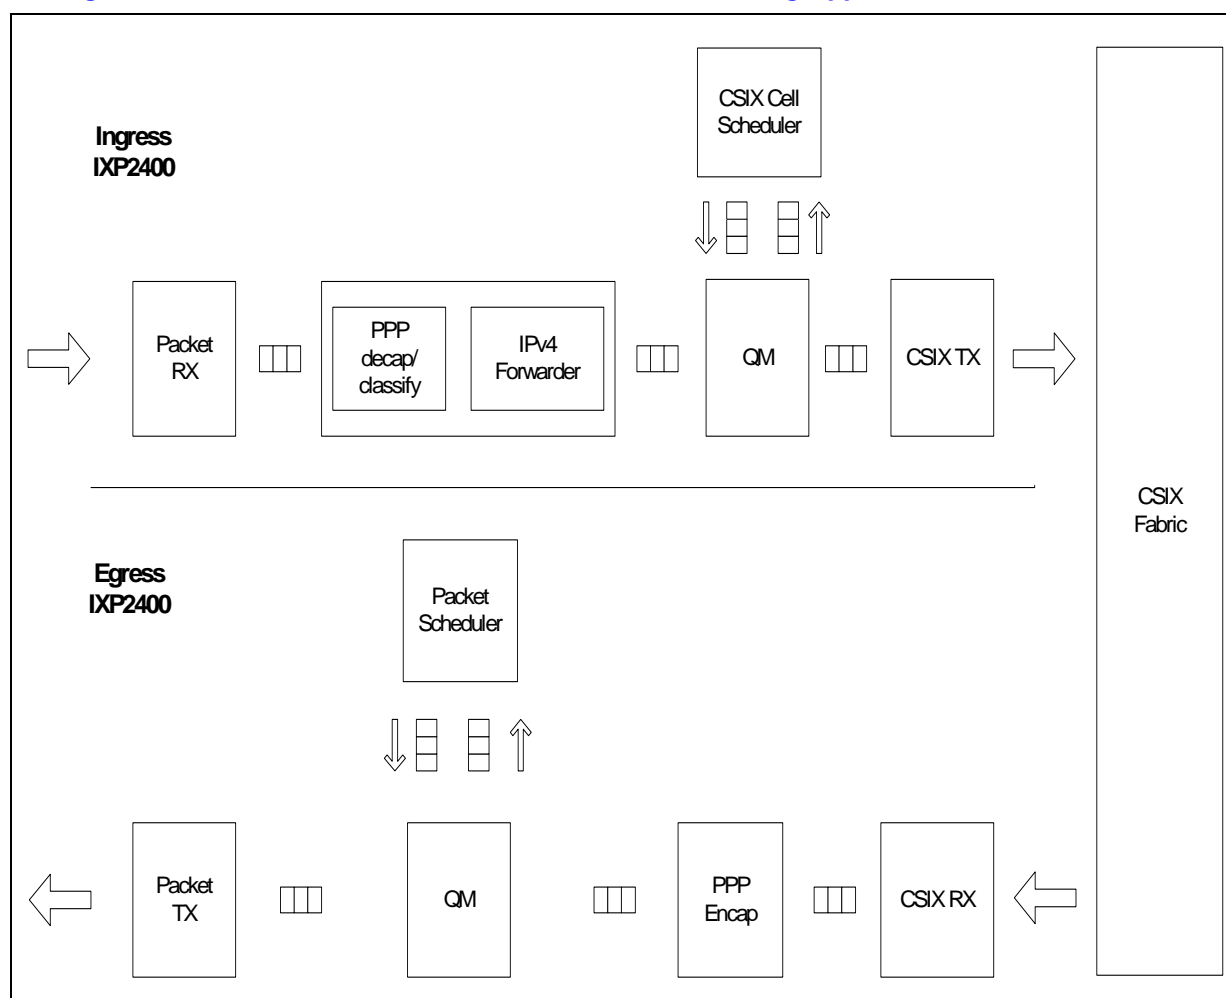 CSIX Cell
Scheduler
Ingress
IXP2400
Packet
RX
PPP
decap/
classify
IPv4
Forwarder
QM
CSIX TX
CSIX
Fabric
Egress
IXP2400
Packet
Scheduler
Packet
TX
QM
PPP
Encap
CSIX RX